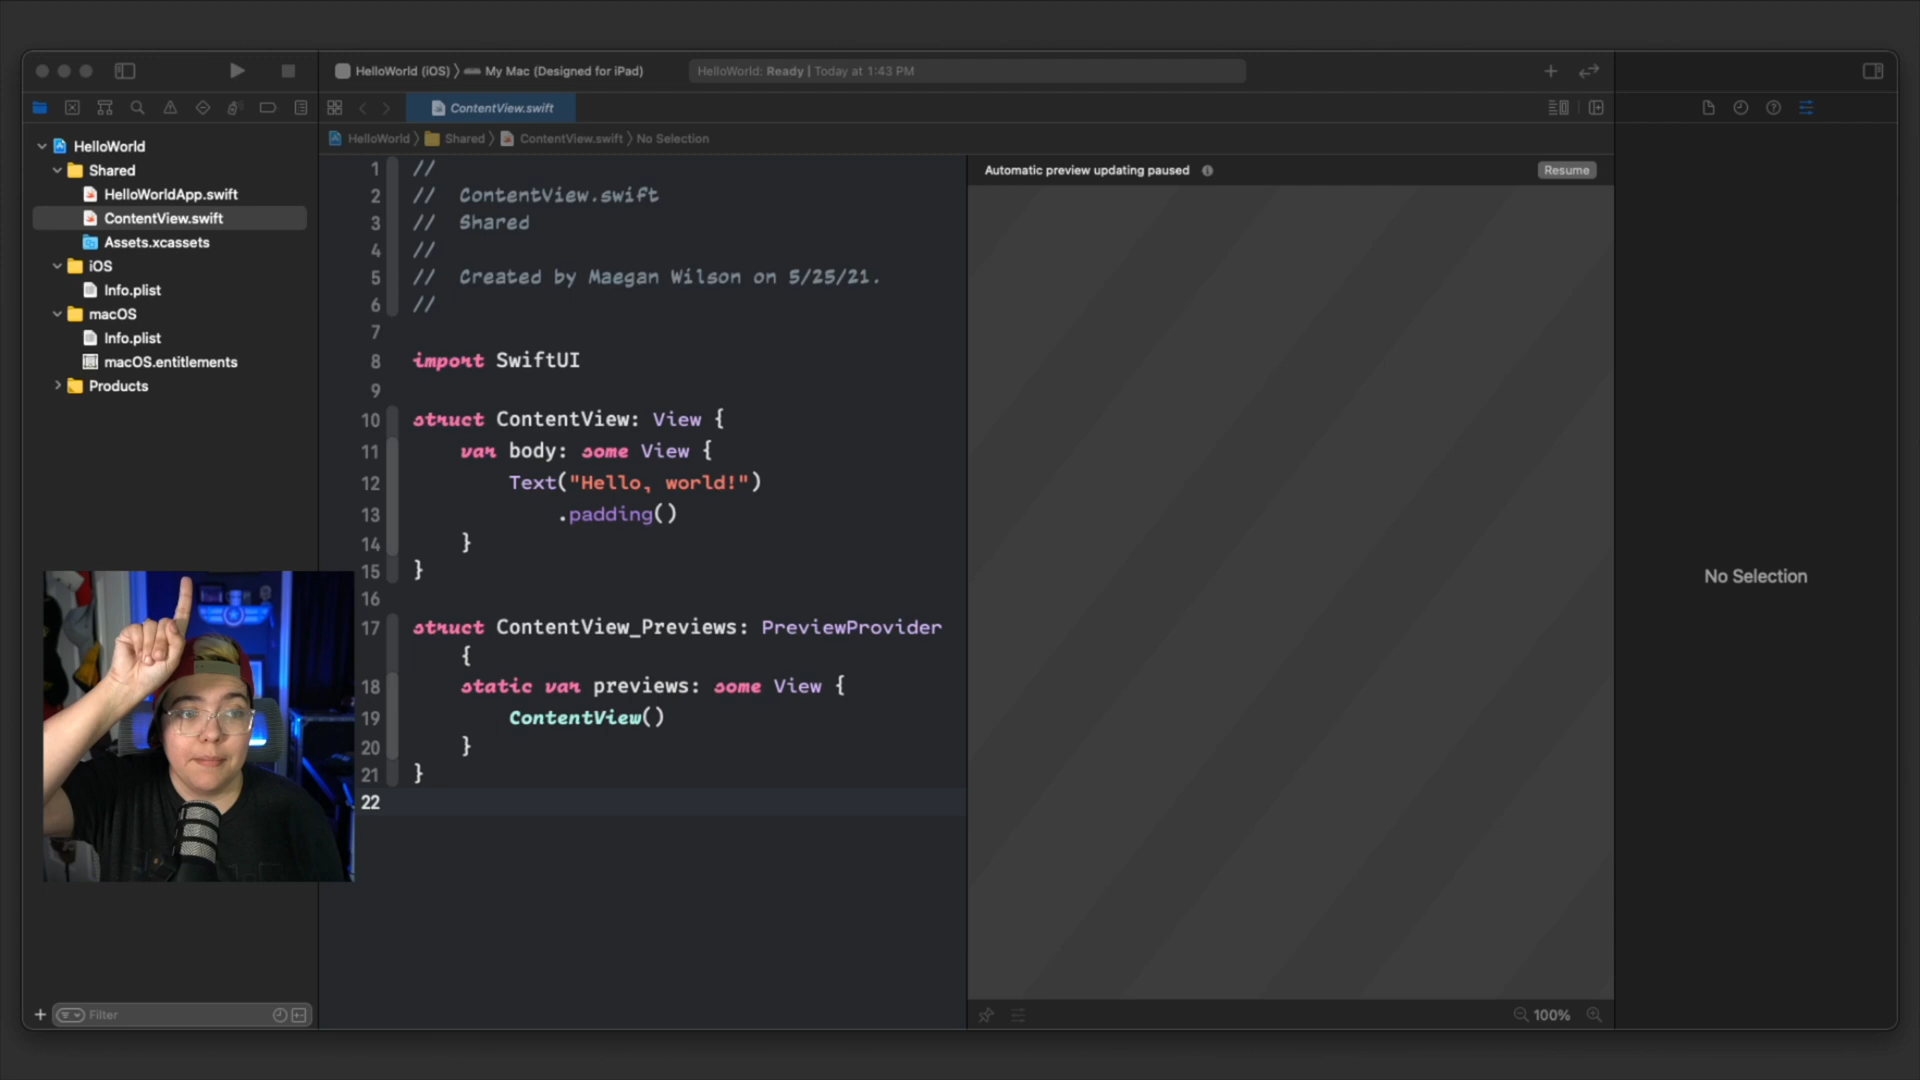 HelloWorld (iOS) 〉 My Mac (Designed for iPad)
HelloWorld: Ready | Today at 1:43 PM
ContentView.swift
HelloWorld 〉 Shared 〉 ContentView.swift 〉 No Selection
HelloWorld
Shared
HelloWorldApp.swift
ContentView.swift
Assets.xcassets
iOS
Info.plist
macOS
Info.plist
macOS.entitlements
Products
Filter
1 //
2 //  ContentView.swift
3 //  Shared
4 //
5 //  Created by Maegan Wilson on 5/25/21.
6 //
7
8 import SwiftUI
9
10 struct ContentView: View {
11     var body: some View {
12         Text("Hello, world!")
13             .padding()
14     }
15 }
16
17 struct ContentView_Previews: PreviewProvider
    {
18     static var previews: some View {
19         ContentView()
20     }
21 }
22
Automatic preview updating paused
Resume
100%
No Selection